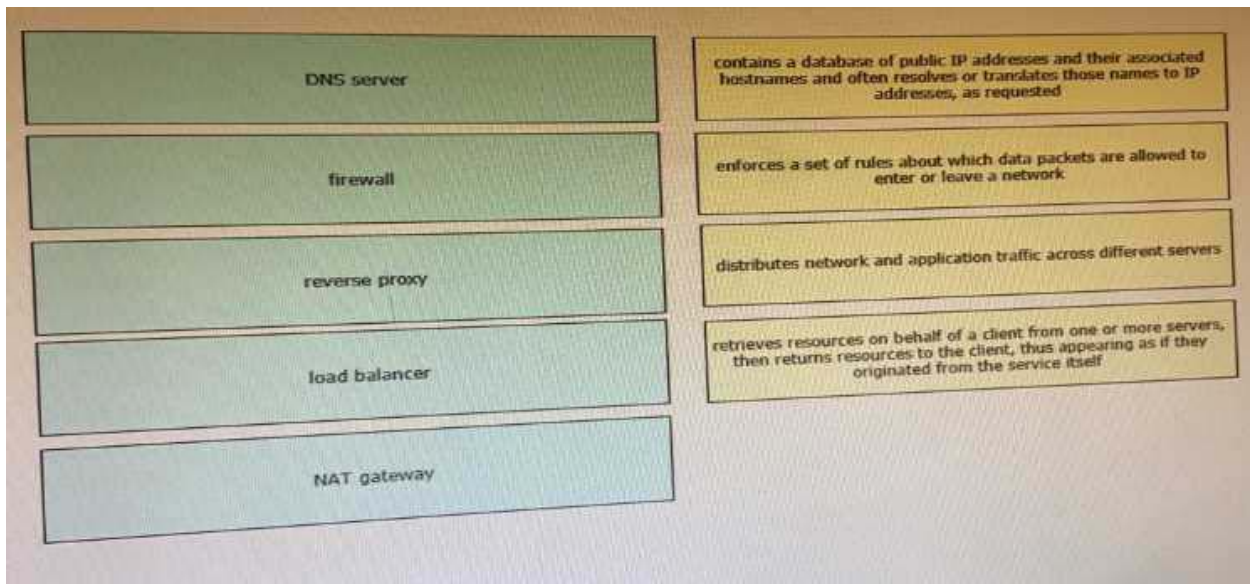 DNS server
firewall
reverse proxy
load balancer
NAT gateway
contains a database of public IP addresses and their associated
hostnames and often resolves or translates those names to IP
addresses, as requested
enforces a set of rules about which data packets are allowed to
enter or leave a network
distributes network and application traffic across different servers
retrieves resources on behalf of a client from one or more servers,
then returns resources to the client, thus appearing as if they
originated from the service itself